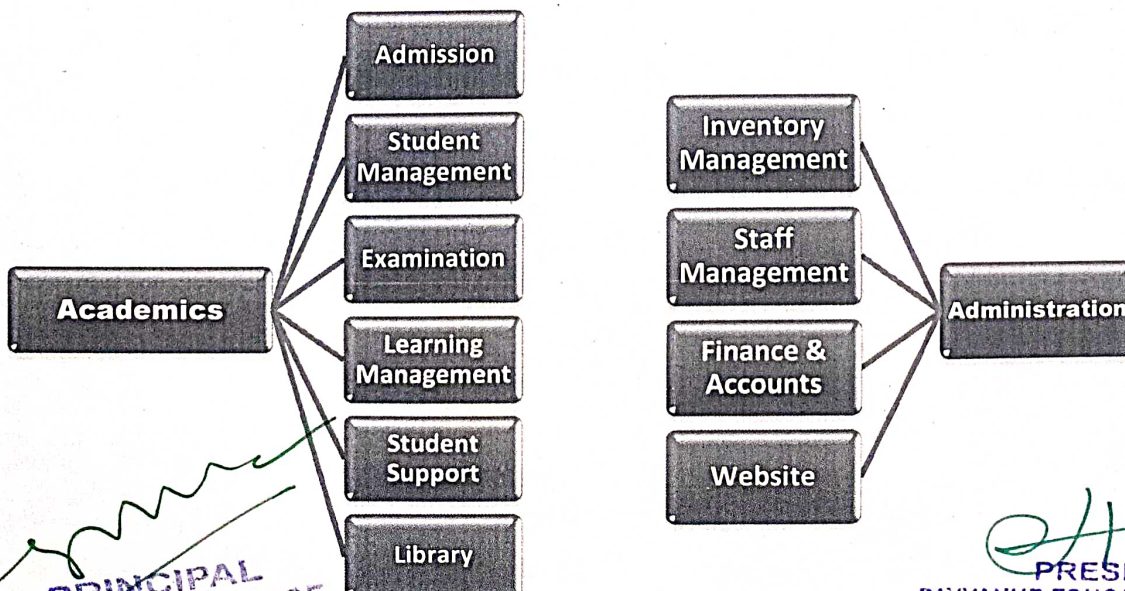 Academics
Admission
Student
Management
Examination
Learning
Management
Student
Support
Library
Inventory
Management
Staff
Management
Finance &
Accounts
Website
Administration
PRINCIPAL